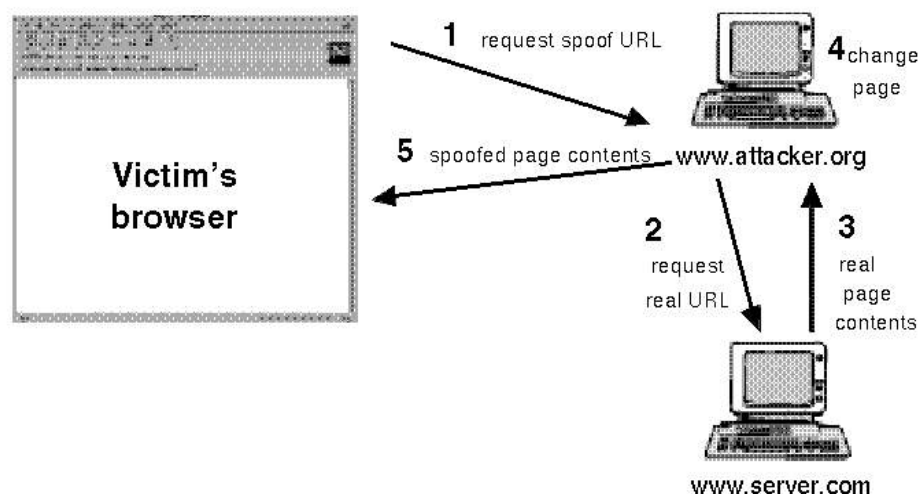 1 request spoof URL
4 change
page
5 spoofed page contents
www.attacker.org
Victim's
browser
2
request
real URL
3
real
page
contents
www.server.com